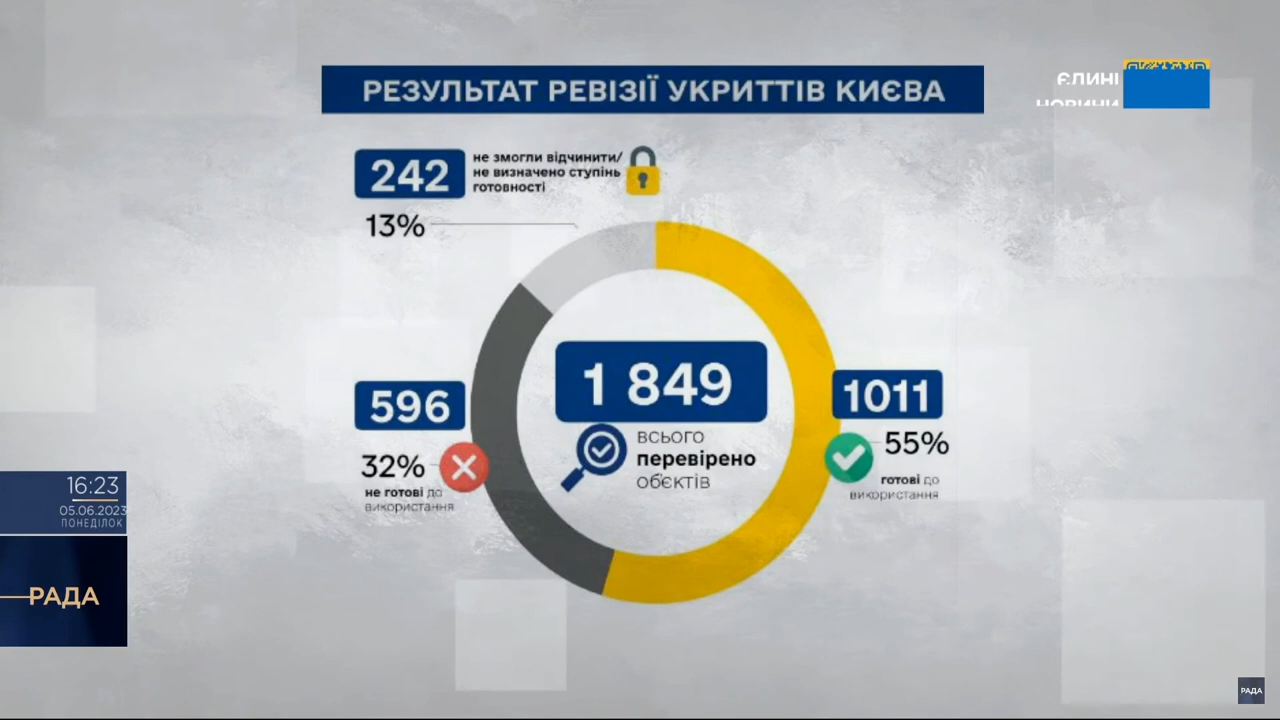 РЕЗУЛЬТАТ РЕВІЗІЇ УКРИТТІВ КИЄВА
ЄДИНІ
НОВИНИ
242
не змогли відчинити/
не визначено ступінь
готовності
13%
1 849
ВСЬОГО
перевірено
об'єктів
596
32%
не готові до
використання
1011
55%
готові до
використання
16:23
05.06.2023
ПОНЕДІЛОК
РАДА
РАДА